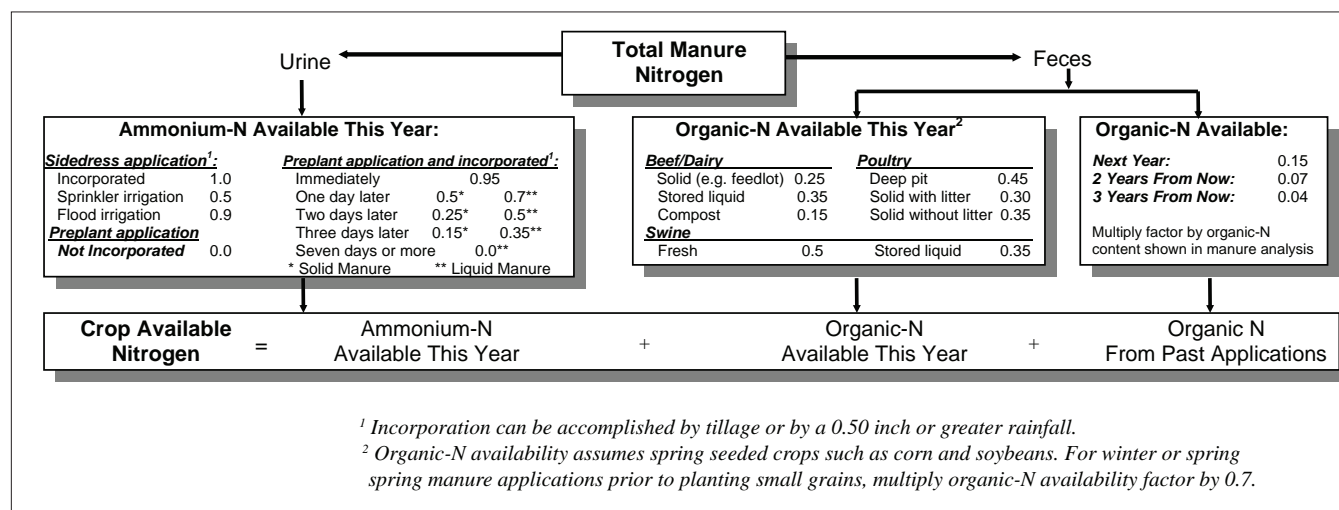 Total Manure
Nitrogen
Urine
Feces
Ammonium-N Available This Year:
Sidedress application¹:
Incorporated 1.0
Sprinkler irrigation 0.5
Flood irrigation 0.9
Preplant application
Not Incorporated 0.0
Preplant application and incorporated¹:
Immediately 0.95
One day later 0.5* 0.7**
Two days later 0.25* 0.5**
Three days later 0.15* 0.35**
Seven days or more 0.0**
* Solid Manure ** Liquid Manure
Organic-N Available This Year²
Beef/Dairy
Solid (e.g. feedlot) 0.25
Stored liquid 0.35
Compost 0.15
Poultry
Deep pit 0.45
Solid with litter 0.30
Solid without litter 0.35
Swine
Fresh 0.5 Stored liquid 0.35
Organic-N Available:
Next Year: 0.15
2 Years From Now: 0.07
3 Years From Now: 0.04
Multiply factor by organic-N
content shown in manure analysis
Crop Available
Nitrogen
=
Ammonium-N
Available This Year
+
Organic-N
Available This Year
+
Organic N
From Past Applications
¹ Incorporation can be accomplished by tillage or by a 0.50 inch or greater rainfall.
² Organic-N availability assumes spring seeded crops such as corn and soybeans. For winter or spring
spring manure applications prior to planting small grains, multiply organic-N availability factor by 0.7.